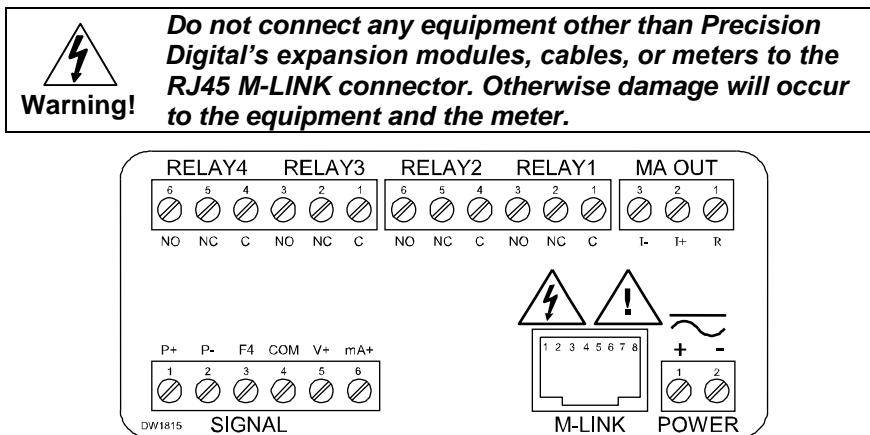 Do not connect any equipment other than Precision
Digital's expansion modules, cables, or meters to the
RJ45 M-LINK connector. Otherwise damage will occur
to the equipment and the meter.
Warning!
RELAY4 RELAY3 RELAY2 RELAY1 MA OUT
6 5 4 3 2 1 6 5 4 3 2 1 3 2 1
NO NC C NO NC C NO NC C NO NC C I- I+ R
P+ P- F4 COM V+ mA+
1 2 3 4 5 6
1 2 3 4 5 6 7 8
+ -
1 2
DW1815 SIGNAL M-LINK POWER